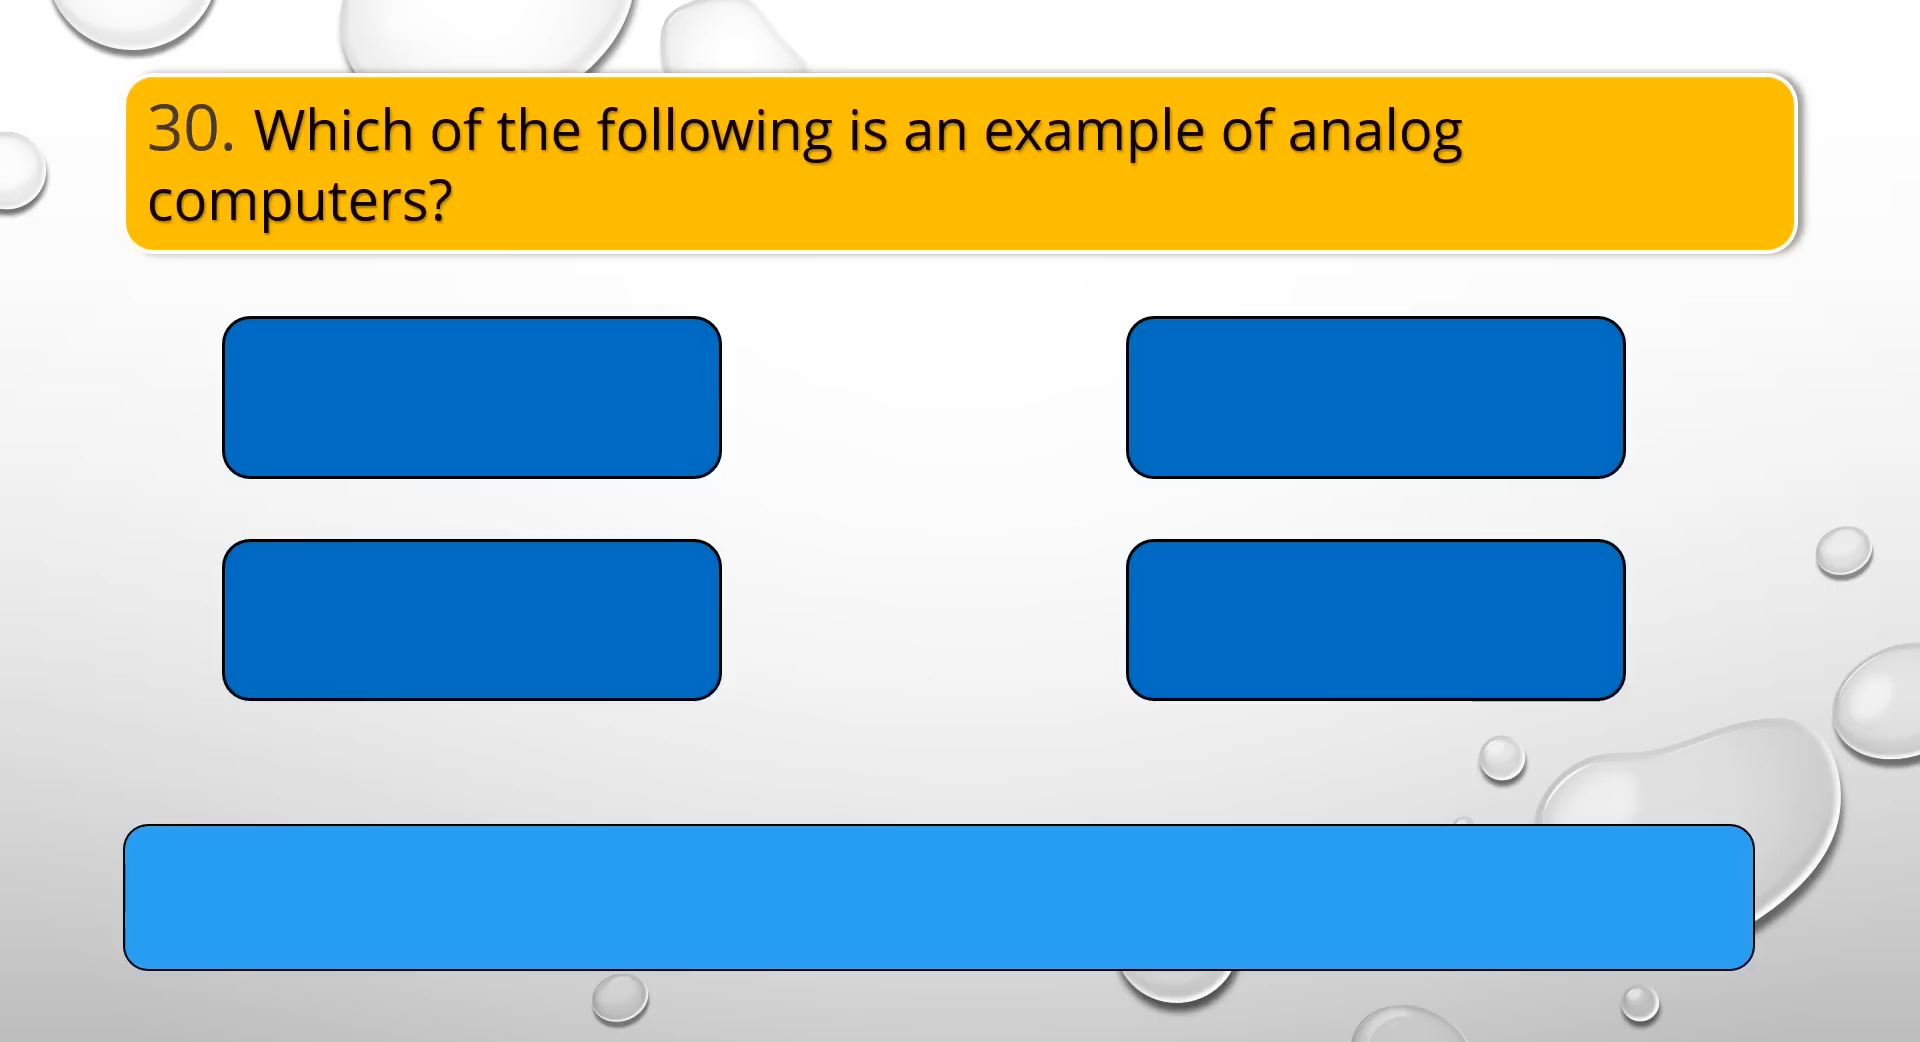 30. Which of the following is an example of analog
computers?